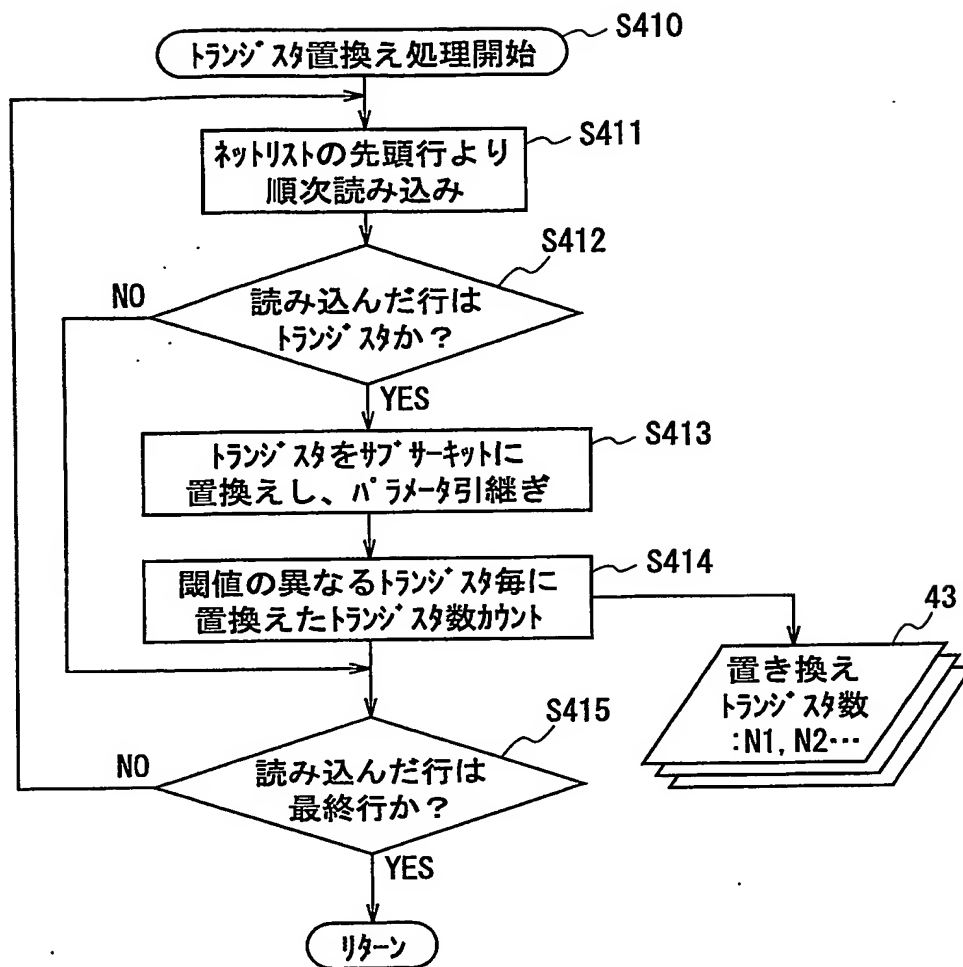 トランジスタ置換え処理開始
S410
ネットリストの先頭行より
順次読み込み
S411
S412
読み込んだ行は
トランジスタか？
NO
YES
トランジスタをサブサーキットに
置換えし、パラメータ引継ぎ
S413
閾値の異なるトランジスタ毎に
置換えたトランジスタ数カウント
S414
43
置き換え
トランジスタ数
:N1, N2…
S415
読み込んだ行は
最終行か？
NO
YES
リターン